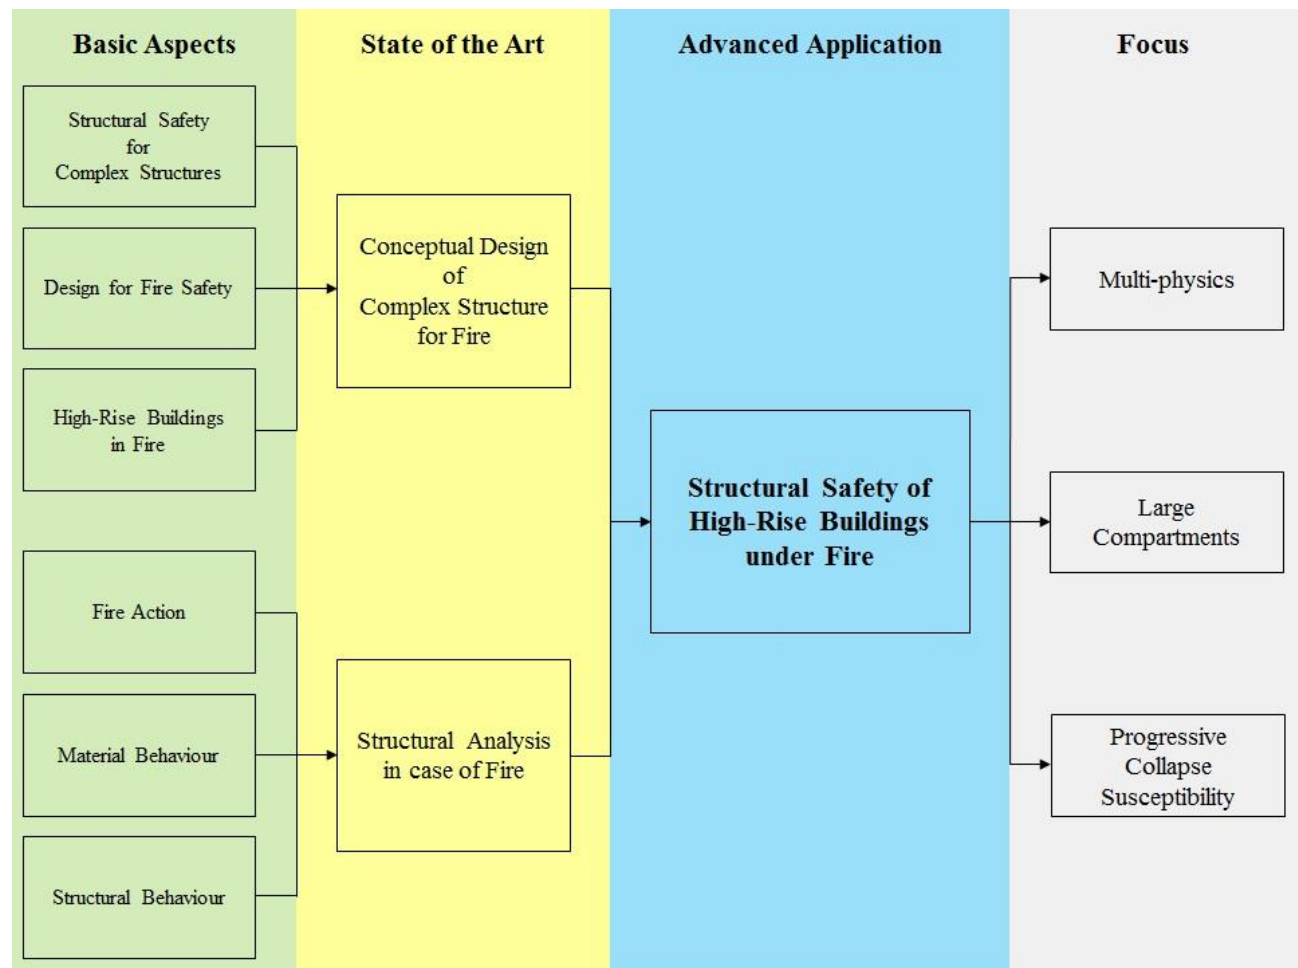 Basic Aspects
State of the Art
Advanced Application
Focus
Structural Safety
for
Complex Structures
Design for Fire Safety
High-Rise Buildings
in Fire
Fire Action
Material Behaviour
Structural Behaviour
Conceptual Design
of
Complex Structure
for Fire
Structural Analysis
in case of Fire
Structural Safety of
High-Rise Buildings
under Fire
Multi-physics
Large
Compartments
Progressive
Collapse
Susceptibility